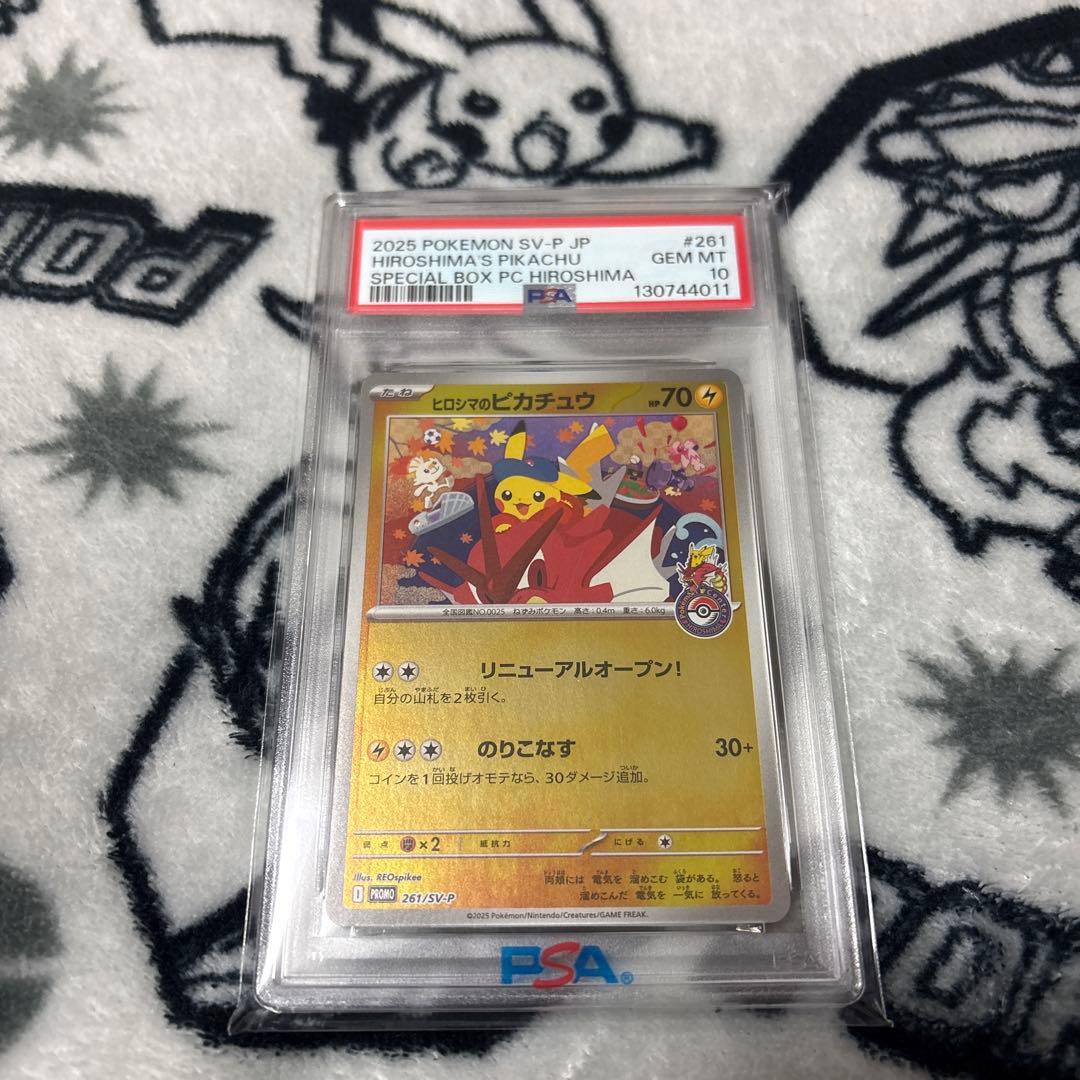 2025 POKEMON SV-P JP #261
HIROSHIMA'S PIKACHU GEM MT
SPECIAL BOX PC HIROSHIMA 10
PSA 130744011
たね ヒロシマのピカチュウ HP70
Pokémon Center
HIROSHIMA
全国図鑑NO.0025 ねずみポケモン 高さ:0.4m 重さ:6.0kg
リニューアルオープン!
自分の山札を2枚引く。
のりこなす 30+
コインを1回投げオモテなら、30ダメージ追加。
弱点 ×2 抵抗力 にげる
Illus. REOspikee
両頬には 電気を 溜めこむ 袋がある。 怒ると
溜めこんだ 電気を 一気に 放ってくる。
I PROMO 261/SV-P
©2025 Pokémon/Nintendo/Creatures/GAME FREAK.
PSA®